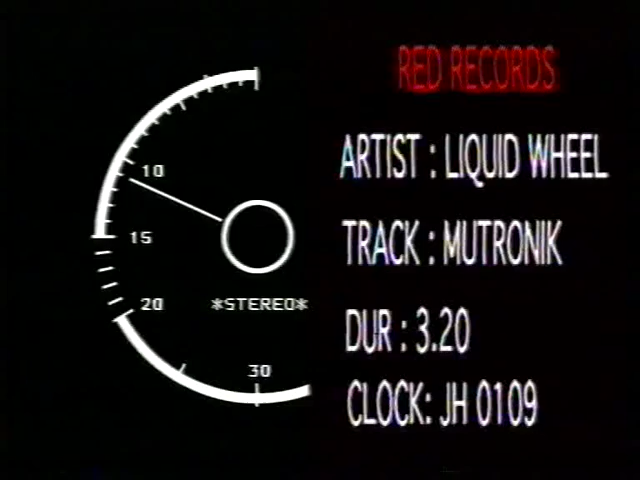 RED RECORDS
ARTIST : LIQUID WHEEL
TRACK : MUTRONIK
DUR : 3.20
CLOCK: JH 0109
10
15
20
*STEREO*
30